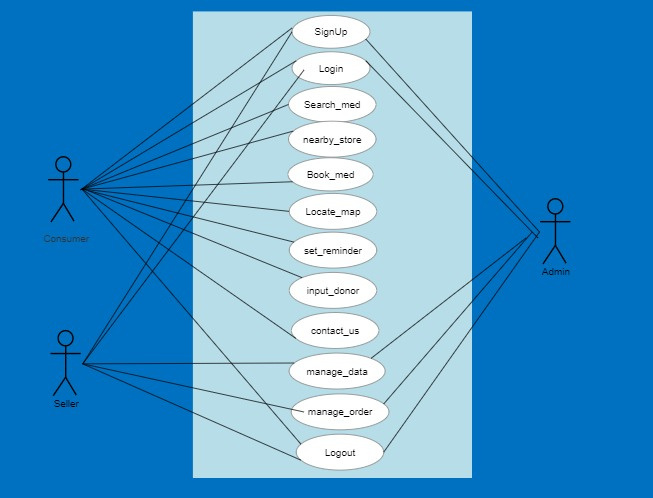 SignUp
Login
Search_med
nearby_store
Book_med
Locate_map
Consumer
set_reminder
Admin
input_donor
contact_us
manage_data
Seller
manage_order
Logout